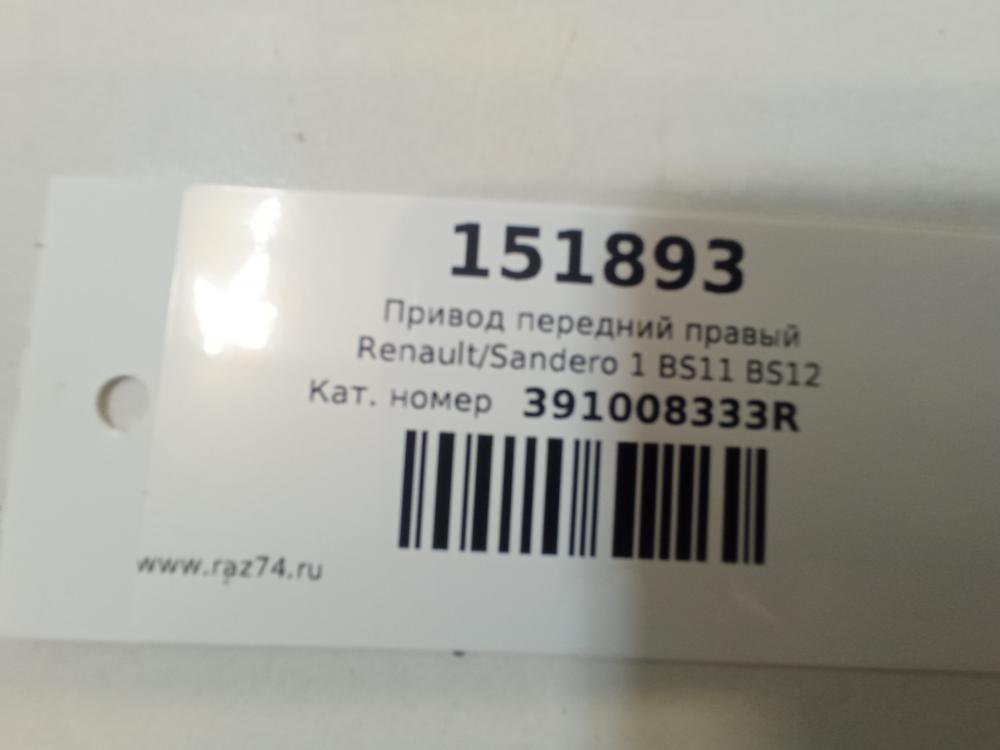 151893
Привод передний правый
Renault/Sandero 1 BS11 BS12
Кат. номер 391008333R
www.raz74.ru